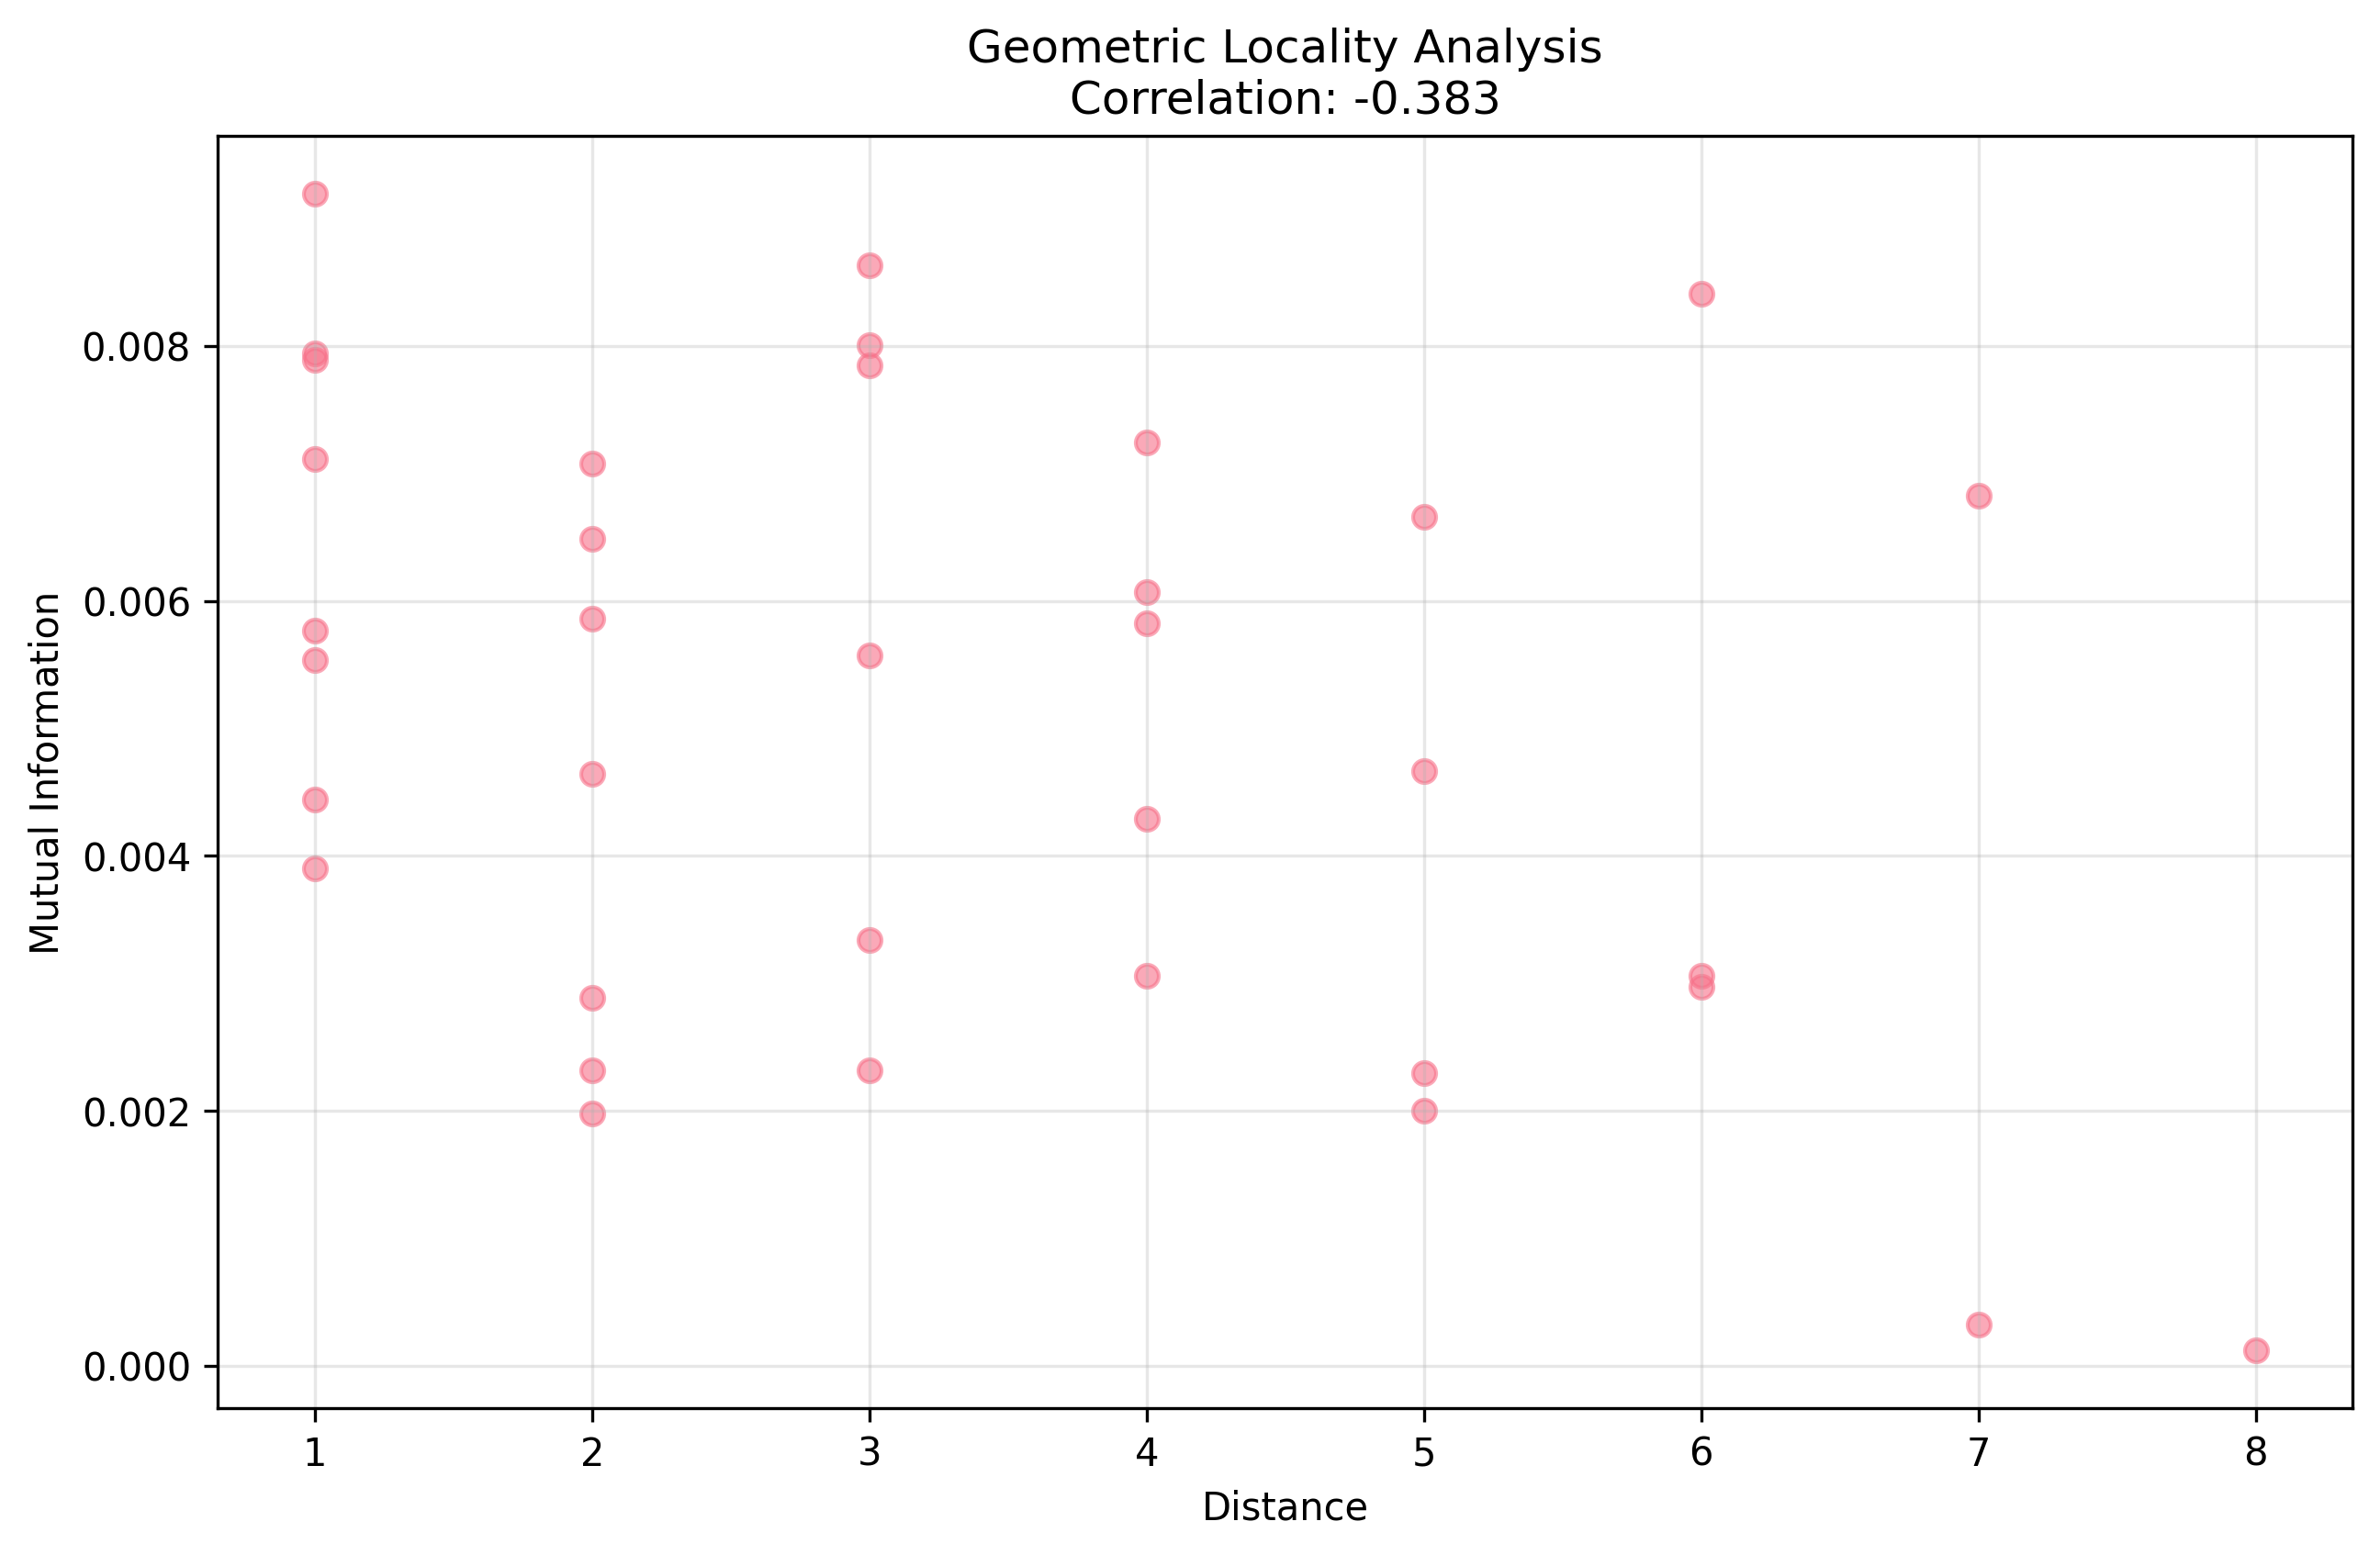 Geometric Locality Analysis
Correlation: -0.383
Mutual Information
0.008
0.006
0.004
0.002
0.000
1 2 3 4 5 6 7 8
Distance